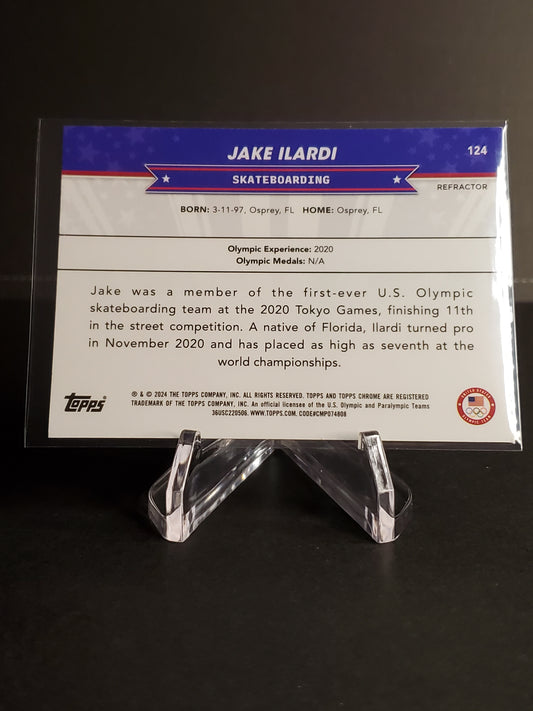 JAKE ILARDI
124
SKATEBOARDING
REFRACTOR
BORN: 3-11-97, Osprey, FL HOME: Osprey, FL
Olympic Experience: 2020
Olympic Medals: N/A
Jake was a member of the first-ever U.S. Olympic
skateboarding team at the 2020 Tokyo Games, finishing 11th
in the street competition. A native of Florida, Ilardi turned pro
in November 2020 and has placed as high as seventh at the
world championships.
Topps
® & © 2024 THE TOPPS COMPANY, INC. ALL RIGHTS RESERVED. TOPPS AND TOPPS CHROME ARE REGISTERED
TRADEMARK OF THE TOPPS COMPANY, INC. An official licensee of the U.S. Olympic and Paralympic Teams
36USC220506. WWW.TOPPS.COM. CODE#CMP074808
UNITED STATES
OLYMPIC TEAM